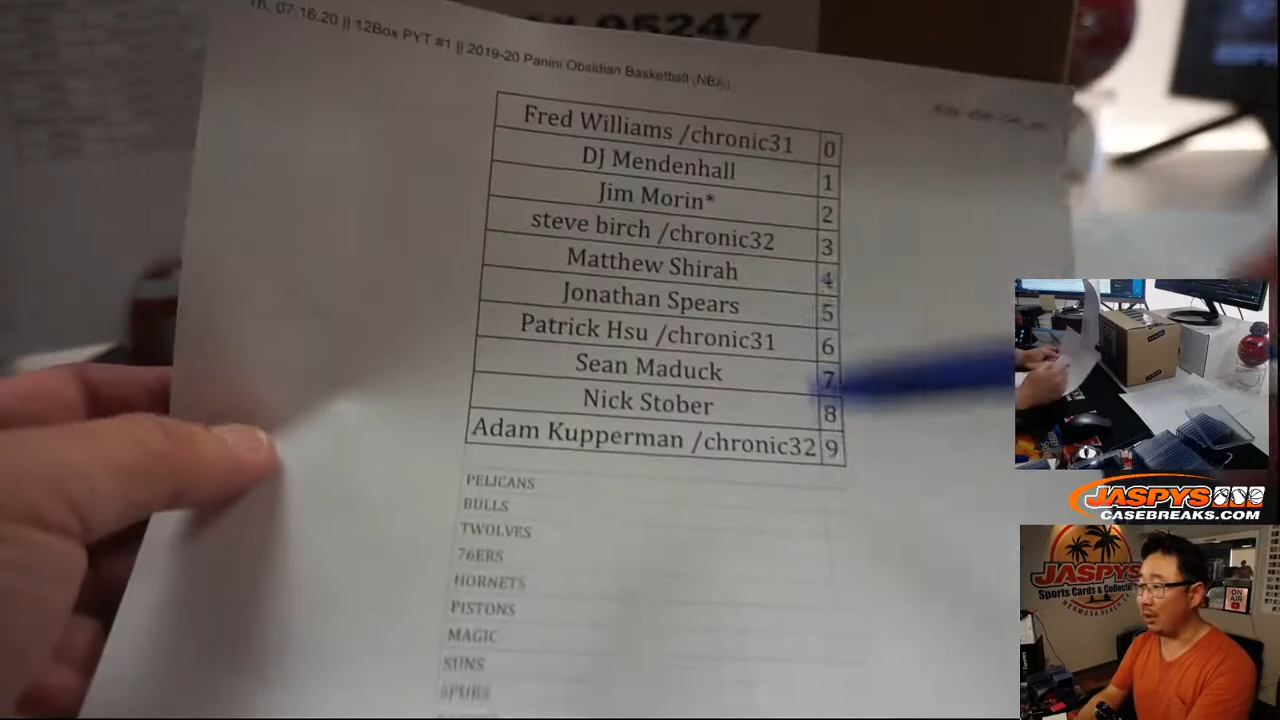 95247
Th, 07.16.20 || 12Box PYT #1 || 2019-20 Panini Obsidian Basketball (NBA)
Fred Williams /chronic31 0
DJ Mendenhall 1
Jim Morin* 2
steve birch /chronic32 3
Matthew Shirah 4
Jonathan Spears 5
Patrick Hsu /chronic31 6
Sean Maduck 7
Nick Stober 8
Adam Kupperman /chronic32 9
PELICANS
BULLS
TWOLVES
76ERS
HORNETS
PISTONS
MAGIC
SUNS
SPURS
JASPYS
CASEBREAKS.COM
JASPYS
Sports Cards & Collectibles
HERMOSA BEACH
ON AIR